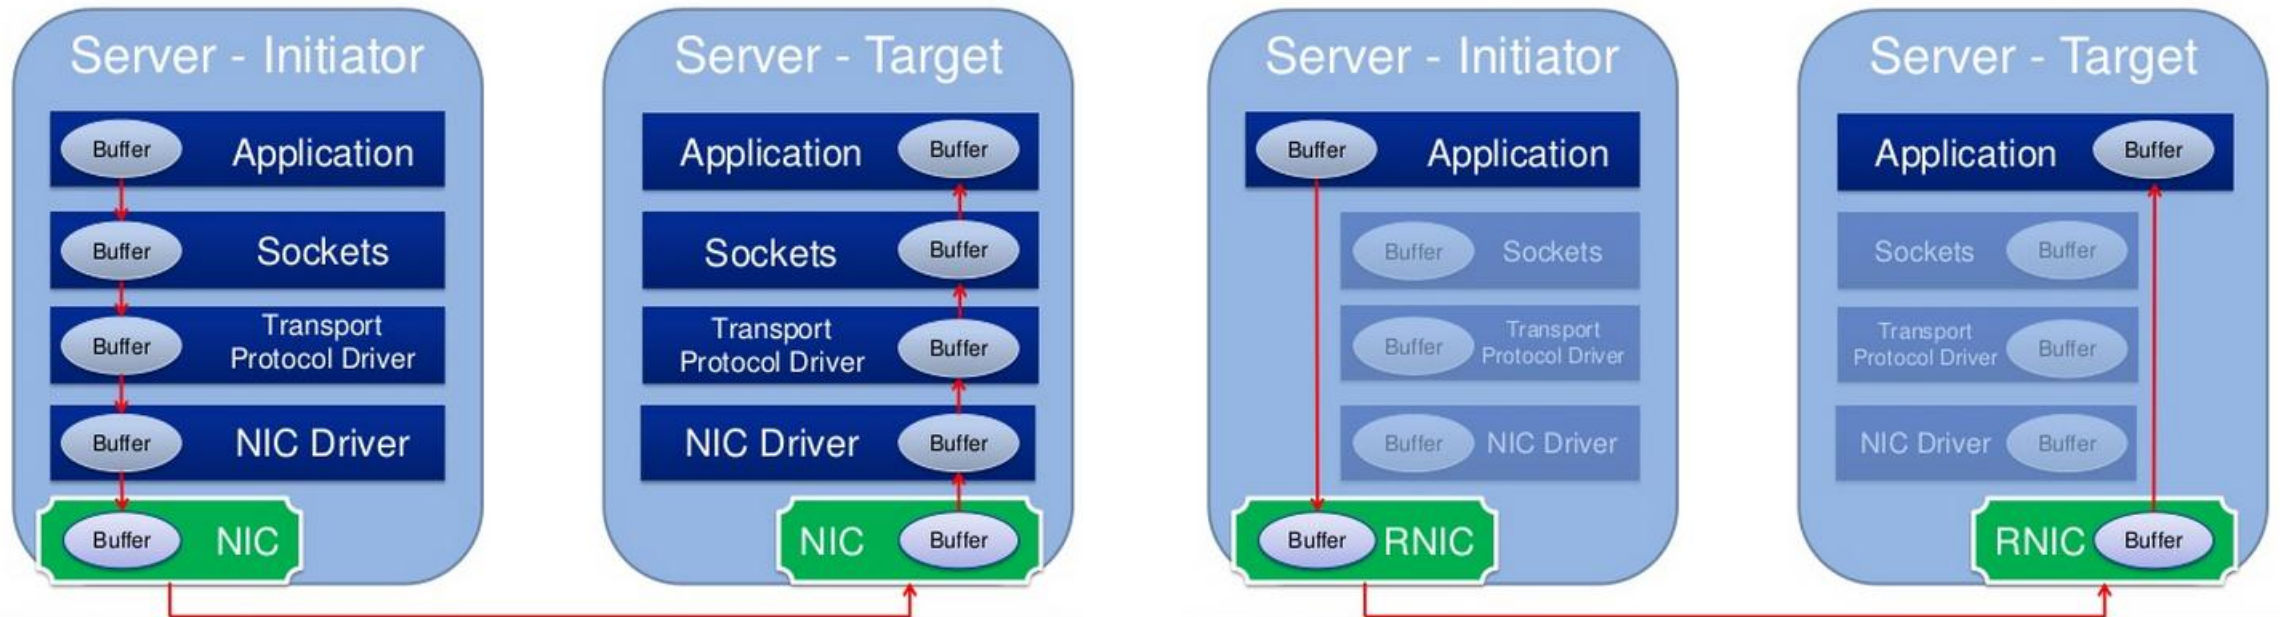 Server - Initiator
Buffer Application
Buffer Sockets
Buffer Transport
Protocol Driver
Buffer NIC Driver
Buffer NIC
Server - Target
Application Buffer
Sockets Buffer
Transport
Protocol Driver Buffer
NIC Driver Buffer
NIC Buffer
Server - Initiator
Buffer Application
Buffer Sockets
Buffer Transport
Protocol Driver
Buffer NIC Driver
Buffer RNIC
Server - Target
Application Buffer
Sockets Buffer
Transport
Protocol Driver Buffer
NIC Driver Buffer
RNIC Buffer